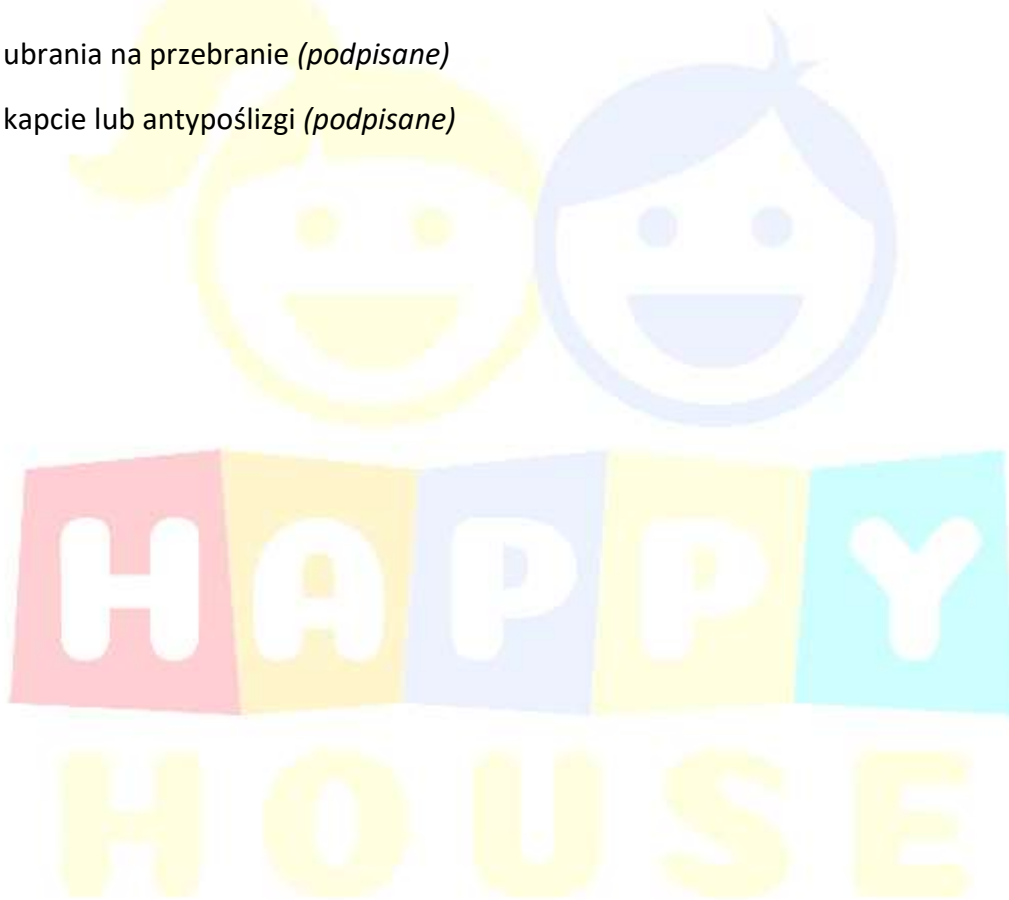 ubrania na przebranie (podpisane)
kapcie lub antypoślizgi (podpisane)
HAPPY
HOUSE